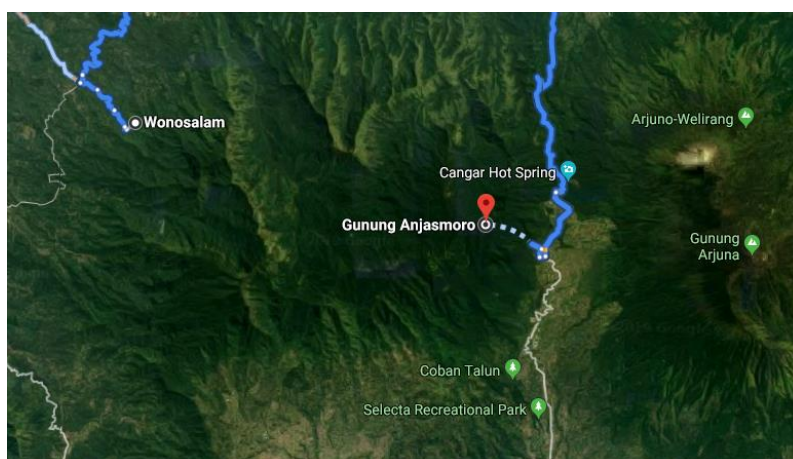 Wonosalam
Arjuno-Welirang
Cangar Hot Spring
Gunung Anjasmoro
Gunung
Arjuna
Coban Talun
Selecta Recreational Park